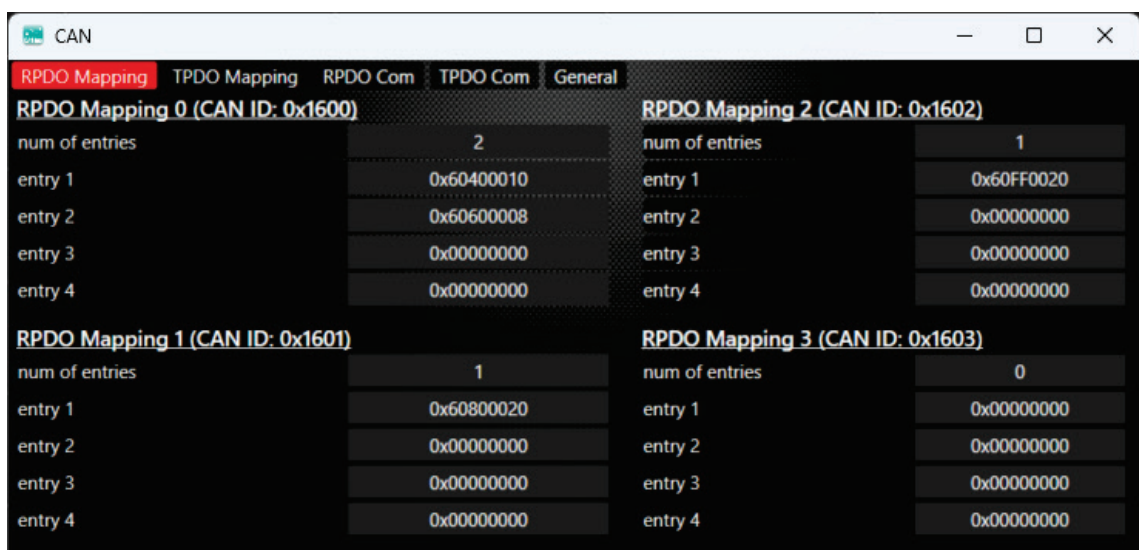 CAN
RPDO Mapping TPDO Mapping RPDO Com TPDO Com General
RPDO Mapping 0 (CAN ID: 0x1600)
num of entries 2
entry 1 0x60400010
entry 2 0x60600008
entry 3 0x00000000
entry 4 0x00000000
RPDO Mapping 1 (CAN ID: 0x1601)
num of entries 1
entry 1 0x60800020
entry 2 0x00000000
entry 3 0x00000000
entry 4 0x00000000
RPDO Mapping 2 (CAN ID: 0x1602)
num of entries 1
entry 1 0x60FF0020
entry 2 0x00000000
entry 3 0x00000000
entry 4 0x00000000
RPDO Mapping 3 (CAN ID: 0x1603)
num of entries 0
entry 1 0x00000000
entry 2 0x00000000
entry 3 0x00000000
entry 4 0x00000000